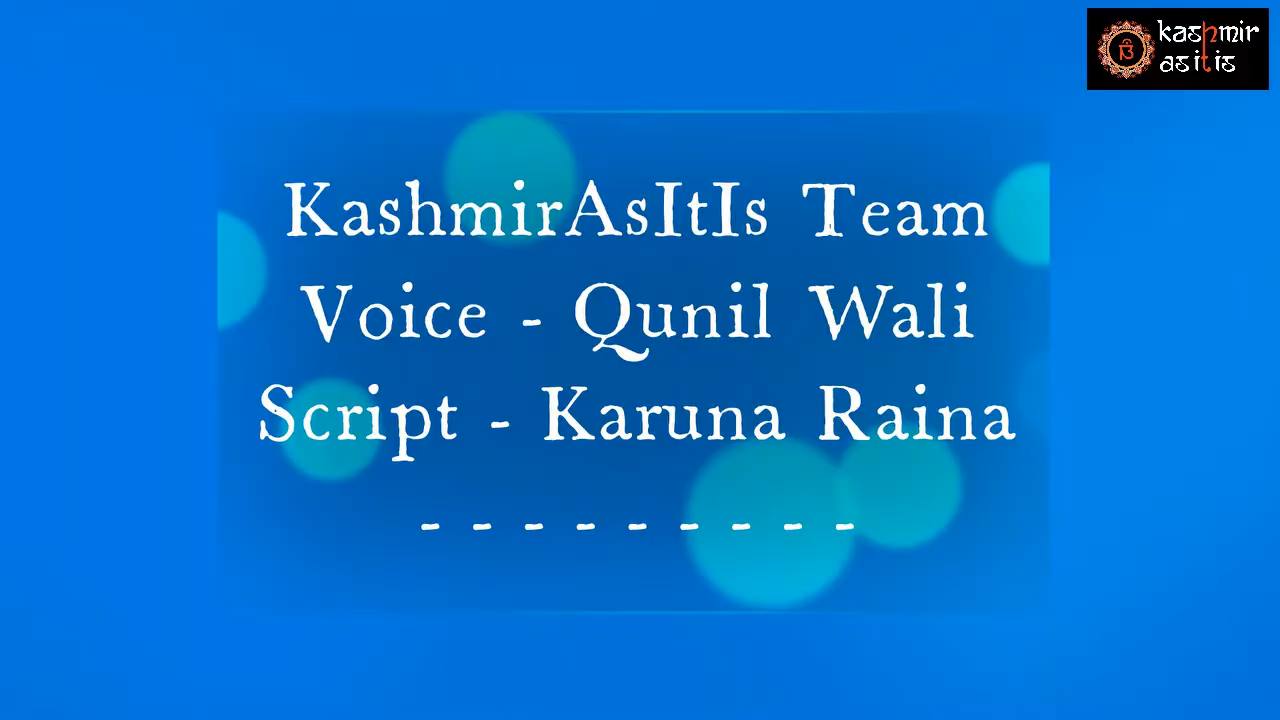 kashmir
as it is
KashmirAsItIs Team
Voice - Qunil Wali
Script - Karuna Raina
- - - - - - - - -